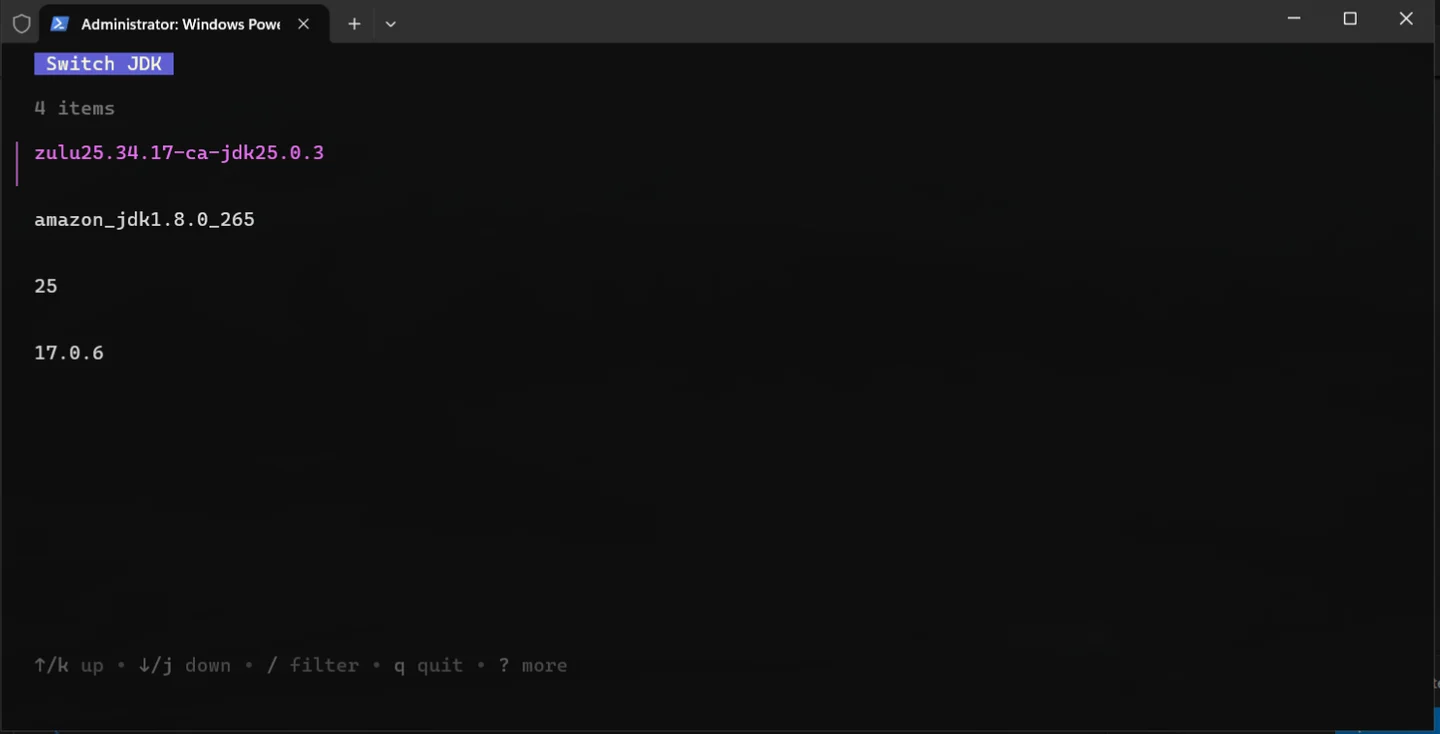 Administrator: Windows Powe
Switch JDK
4 items
zulu25.34.17-ca-jdk25.0.3
amazon_jdk1.8.0_265
25
17.0.6
↑/k up • ↓/j down • / filter • q quit • ? more